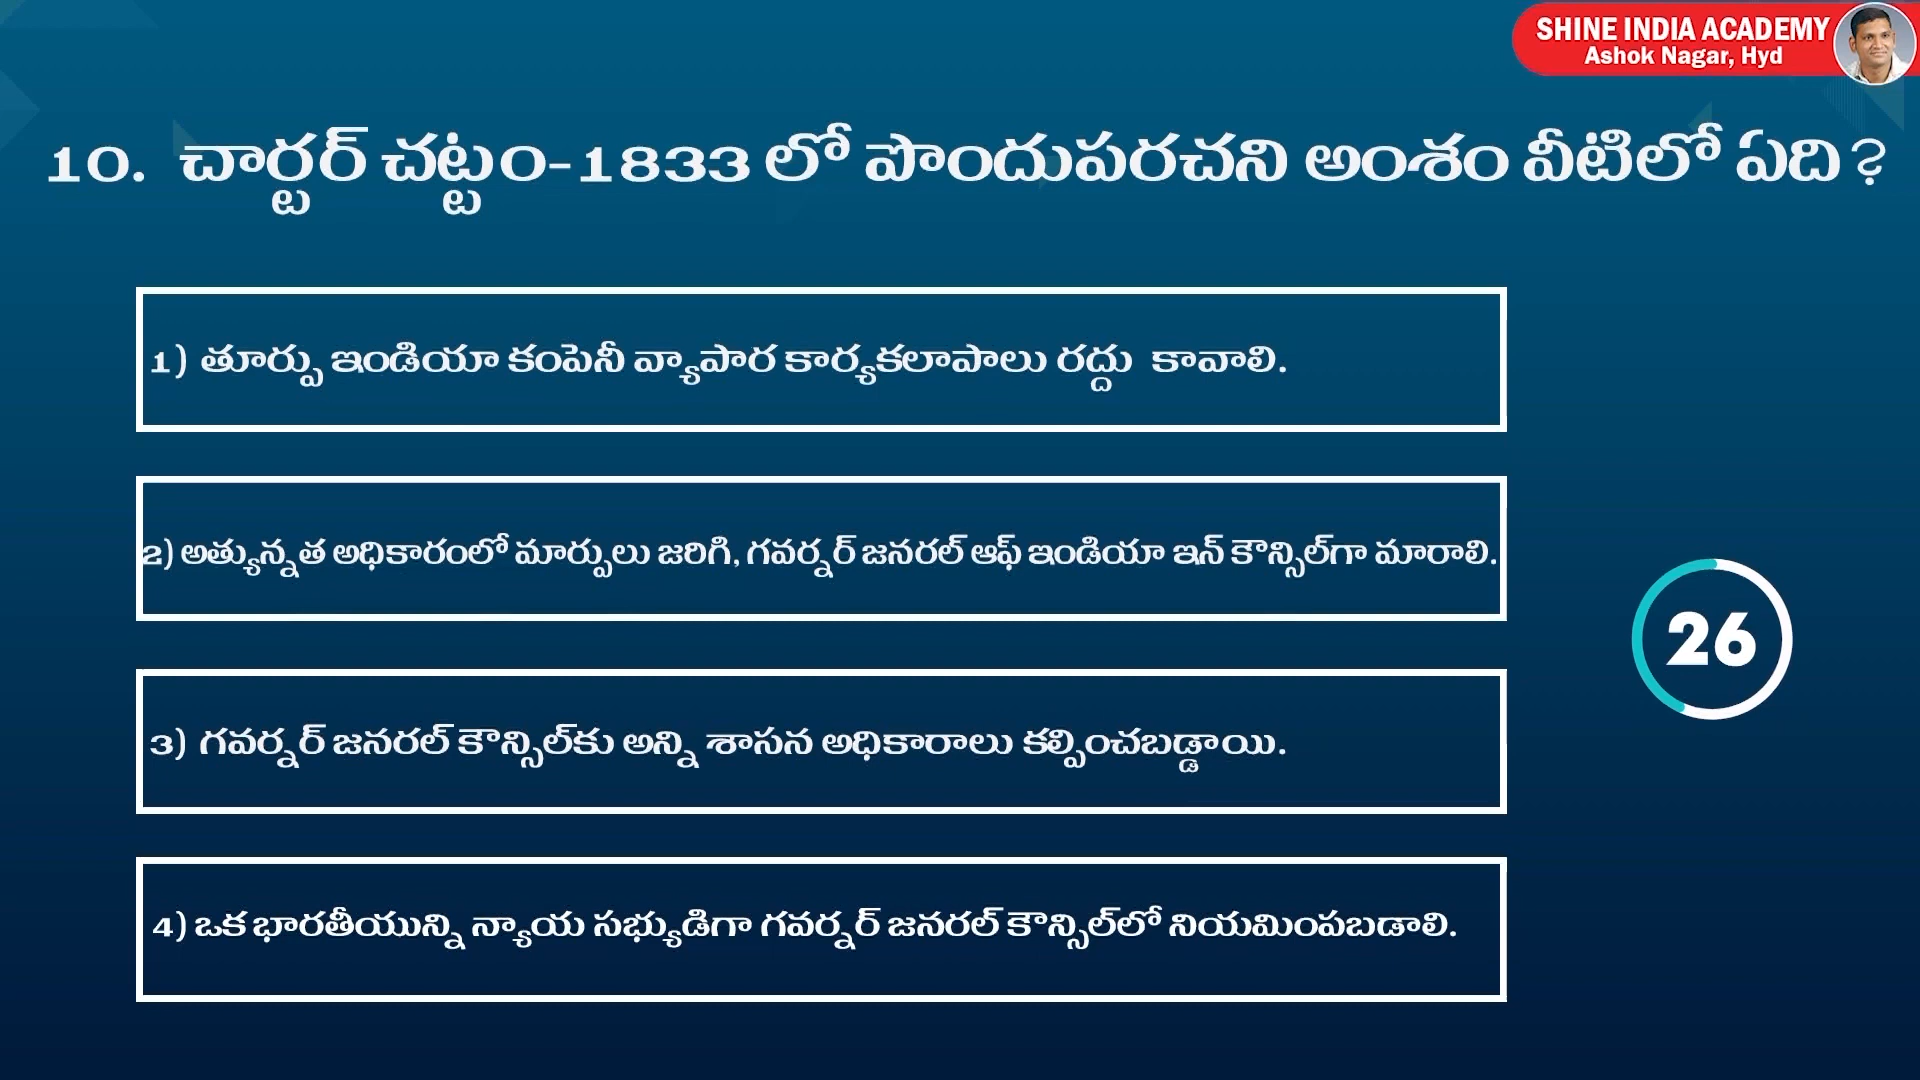 SHINE INDIA ACADEMY
Ashok Nagar, Hyd
10. చార్టర్ చట్టం-1833 లో పొందుపరచని అంశం వీటిలో ఏది?
1) తూర్పు ఇండియా కంపెనీ వ్యాపార కార్యకలాపాలు రద్దు కావాలి.
2) అత్యున్నత అధికారంలో మార్పులు జరిగి, గవర్నర్ జనరల్ ఆఫ్ ఇండియా ఇన్ కౌన్సిల్‌గా మారాలి.
26
3) గవర్నర్ జనరల్ కౌన్సిల్‌కు అన్ని శాసన అధికారాలు కల్పించబడ్డాయి.
4) ఒక భారతీయున్ని న్యాయ సభ్యుడిగా గవర్నర్ జనరల్ కౌన్సిల్‌లో నియమింపబడాలి.